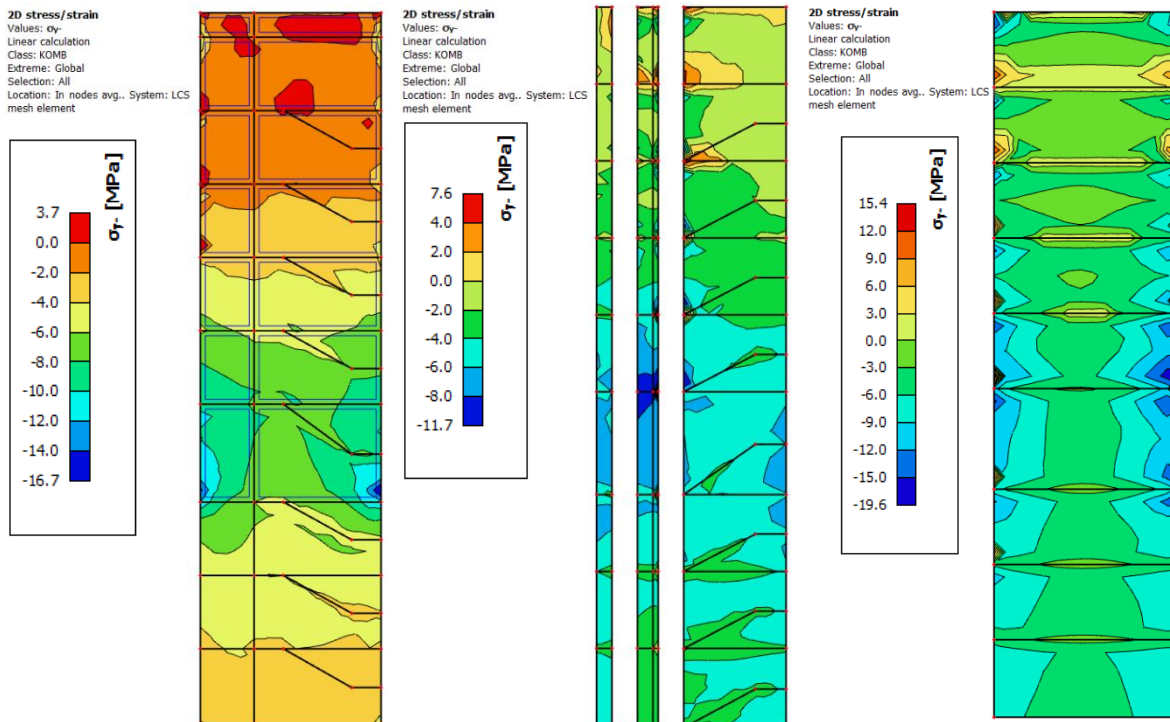 2D stress/strain
Values: σy-
Linear calculation
Class: KOMB
Extreme: Global
Selection: All
Location: In nodes avg.. System: LCS
mesh element
σy- [MPa]
3.7
0.0
-2.0
-4.0
-6.0
-8.0
-10.0
-12.0
-14.0
-16.7
2D stress/strain
Values: σy-
Linear calculation
Class: KOMB
Extreme: Global
Selection: All
Location: In nodes avg.. System: LCS
mesh element
σy- [MPa]
7.6
4.0
2.0
0.0
-2.0
-4.0
-6.0
-8.0
-11.7
2D stress/strain
Values: σy-
Linear calculation
Class: KOMB
Extreme: Global
Selection: All
Location: In nodes avg.. System: LCS
mesh element
σy- [MPa]
15.4
12.0
9.0
6.0
3.0
0.0
-3.0
-6.0
-9.0
-12.0
-15.0
-19.6